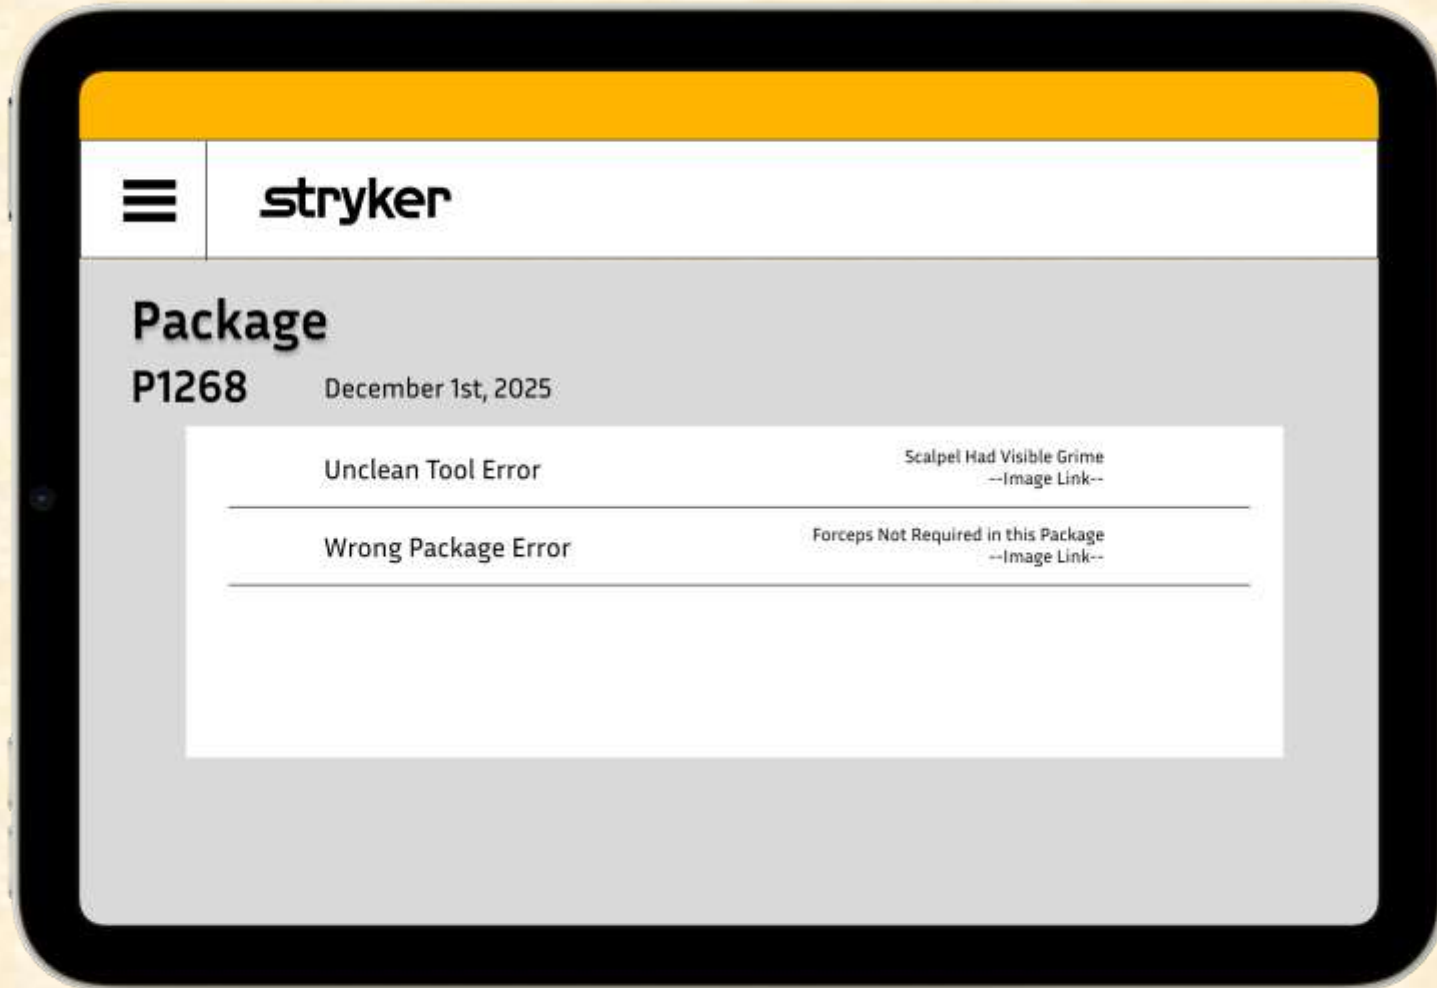 stryker
Package
P1268 December 1st, 2025
Unclean Tool Error
Scalpel Had Visible Grime
--Image Link--
Wrong Package Error
Forceps Not Required in this Package
--Image Link--